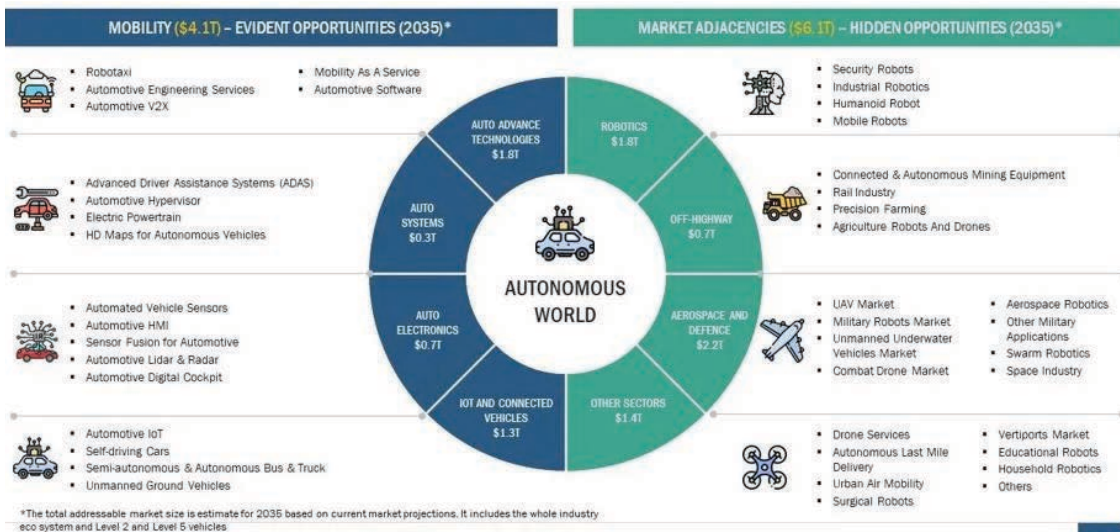 MOBILITY ($4.1T) – EVIDENT OPPORTUNITIES (2035)*
MARKET ADJACENCIES ($6.1T) – HIDDEN OPPORTUNITIES (2035)*
▪ Robotaxi
▪ Automotive Engineering Services
▪ Automotive V2X
▪ Mobility As A Service
▪ Automotive Software
▪ Advanced Driver Assistance Systems (ADAS)
▪ Automotive Hypervisor
▪ Electric Powertrain
▪ HD Maps for Autonomous Vehicles
▪ Automated Vehicle Sensors
▪ Automotive HMI
▪ Sensor Fusion for Automotive
▪ Automotive Lidar & Radar
▪ Automotive Digital Cockpit
▪ Automotive IoT
▪ Self-driving Cars
▪ Semi-autonomous & Autonomous Bus & Truck
▪ Unmanned Ground Vehicles
AUTO ADVANCE
TECHNOLOGIES
$1.8T
AUTO
SYSTEMS
$0.3T
AUTO
ELECTRONICS
$0.7T
IOT AND CONNECTED
VEHICLES
$1.3T
AUTONOMOUS
WORLD
ROBOTICS
$1.8T
OFF-HIGHWAY
$0.7T
AEROSPACE AND
DEFENCE
$2.2T
OTHER SECTORS
$1.4T
▪ Security Robots
▪ Industrial Robotics
▪ Humanoid Robot
▪ Mobile Robots
▪ Connected & Autonomous Mining Equipment
▪ Rail Industry
▪ Precision Farming
▪ Agriculture Robots And Drones
▪ UAV Market
▪ Military Robots Market
▪ Unmanned Underwater
Vehicles Market
▪ Combat Drone Market
▪ Aerospace Robotics
▪ Other Military
Applications
▪ Swarm Robotics
▪ Space Industry
▪ Drone Services
▪ Autonomous Last Mile
Delivery
▪ Urban Air Mobility
▪ Surgical Robots
▪ Vertiports Market
▪ Educational Robots
▪ Household Robotics
▪ Others
*The total addressable market size is estimate for 2035 based on current market projections. It includes the whole industry
eco system and Level 2 and Level 5 vehicles